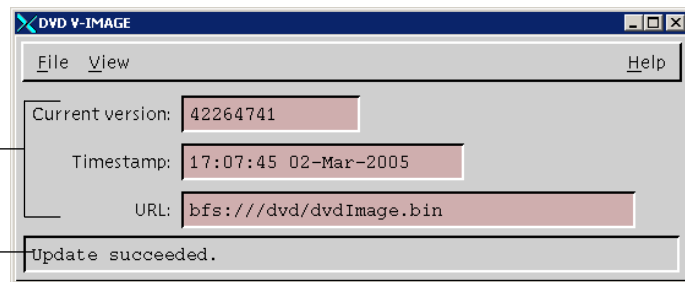 DVD V-IMAGE
File View Help
Current version: 42264741
Timestamp: 17:07:45 02-Mar-2005
URL: bfs:///dvd/dvdImage.bin
Update succeeded.